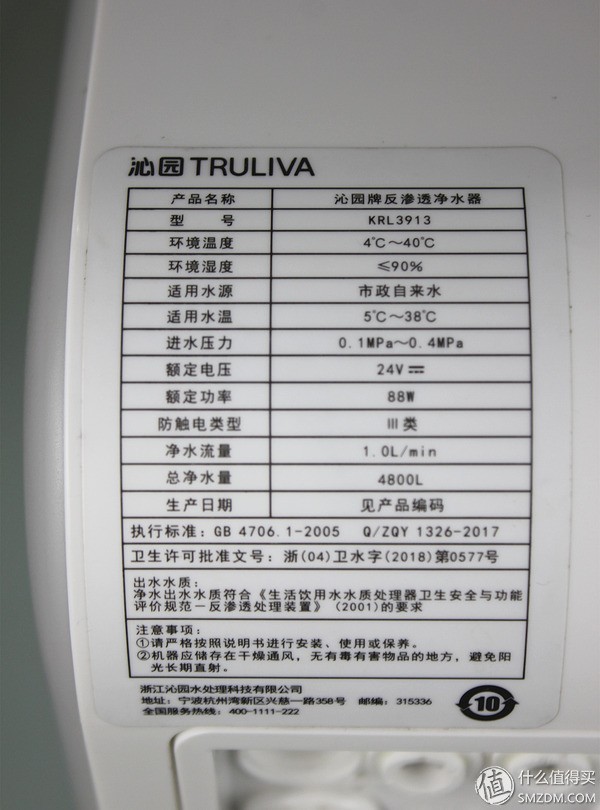 沁园 TRULIVA
产品名称 沁园牌反渗透净水器
型 号 KRL3913
环境温度 4℃～40℃
环境湿度 ≤90%
适用水源 市政自来水
适用水温 5℃～38℃
进水压力 0.1MPa～0.4MPa
额定电压 24V⎓
额定功率 88W
防触电类型 Ⅲ类
净水流量 1.0L/min
总净水量 4800L
生产日期 见产品编码
执行标准：GB 4706.1-2005 Q/ZQY 1326-2017
卫生许可批准文号：浙(04)卫水字(2018)第0577号
出水水质：
净水出水水质符合《生活饮用水水质处理器卫生安全与功能
评价规范－反渗透处理装置》(2001)的要求
注意事项：
①请严格按照说明书进行安装、使用或保养。
②机器应储存在干燥通风，无有毒有害物品的地方，避免阳
光长期直射。
浙江沁园水处理科技有限公司
地址：宁波杭州湾新区兴慈一路358号 邮编：315336
全国服务热线：400-1111-222
10
值 什么值得买
SMZDM.COM